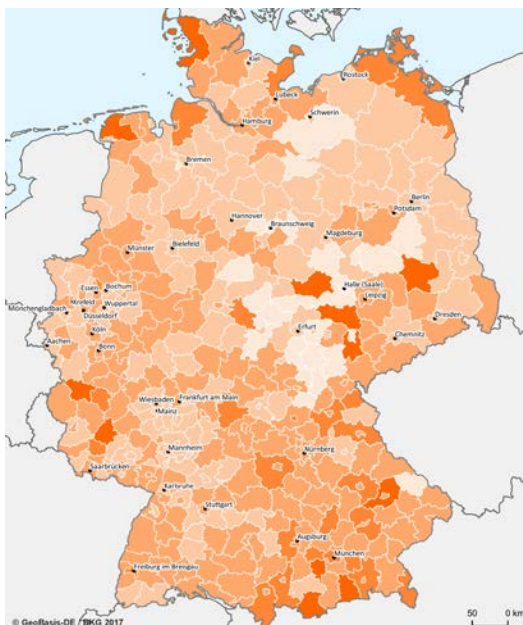 Kiel
Rostock
Lübeck
Schwerin
Hamburg
Bremen
Berlin
Potsdam
Hannover
Braunschweig
Magdeburg
Münster
Bielefeld
Essen
Bochum
Halle (Saale)
Leipzig
Krefeld
Wuppertal
Mönchengladbach
Düsseldorf
Dresden
Erfurt
Chemnitz
Köln
Aachen
Bonn
Wiesbaden
Frankfurt am Main
Mainz
Mannheim
Nürnberg
Saarbrücken
Karlsruhe
Stuttgart
Augsburg
München
Freiburg im Breisgau
50 0 km
© GeoBasis-DE / BKG 2017